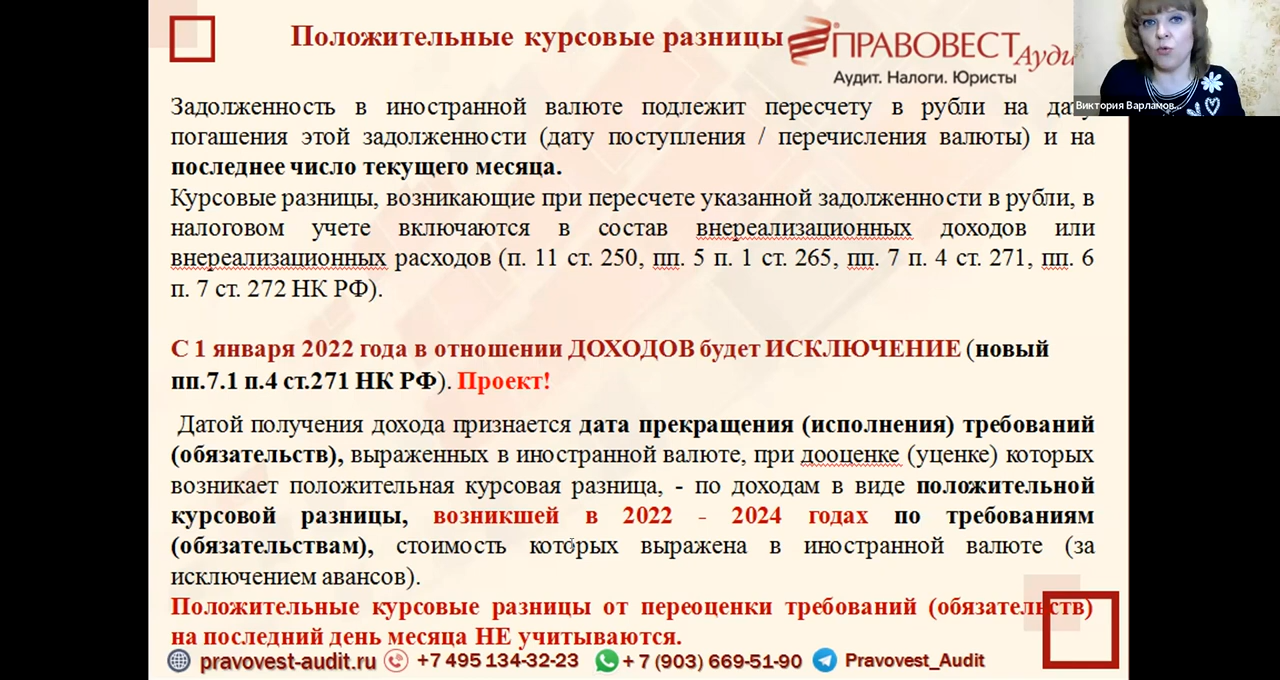 Положительные курсовые разницы
ПРАВОВЕСТ
Аудит. Налоги. Юристы
Виктория Варламов...
Задолженность в иностранной валюте подлежит пересчету в рубли на
погашения этой задолженности (дату поступления / перечисления валюты) и на
последнее число текущего месяца.
Курсовые разницы, возникающие при пересчете указанной задолженности в рубли, в
налоговом учете включаются в состав внереализационных доходов или
внереализационных расходов (п. 11 ст. 250, пп. 5 п. 1 ст. 265, пп. 7 п. 4 ст. 271, пп. 6
п. 7 ст. 272 НК РФ).
С 1 января 2022 года в отношении ДОХОДОВ будет ИСКЛЮЧЕНИЕ (новый
пп.7.1 п.4 ст.271 НК РФ). Проект!
Датой получения дохода признается дата прекращения (исполнения) требований
(обязательств), выраженных в иностранной валюте, при дооценке (уценке) которых
возникает положительная курсовая разница, - по доходам в виде положительной
курсовой разницы, возникшей в 2022 - 2024 годах по требованиям
(обязательствам), стоимость которых выражена в иностранной валюте (за
исключением авансов).
Положительные курсовые разницы от переоценки требований (обязательств)
на последний день месяца НЕ учитываются.
pravovest-audit.ru +7 495 134-32-23 + 7 (903) 669-51-90 Pravovest_Audit